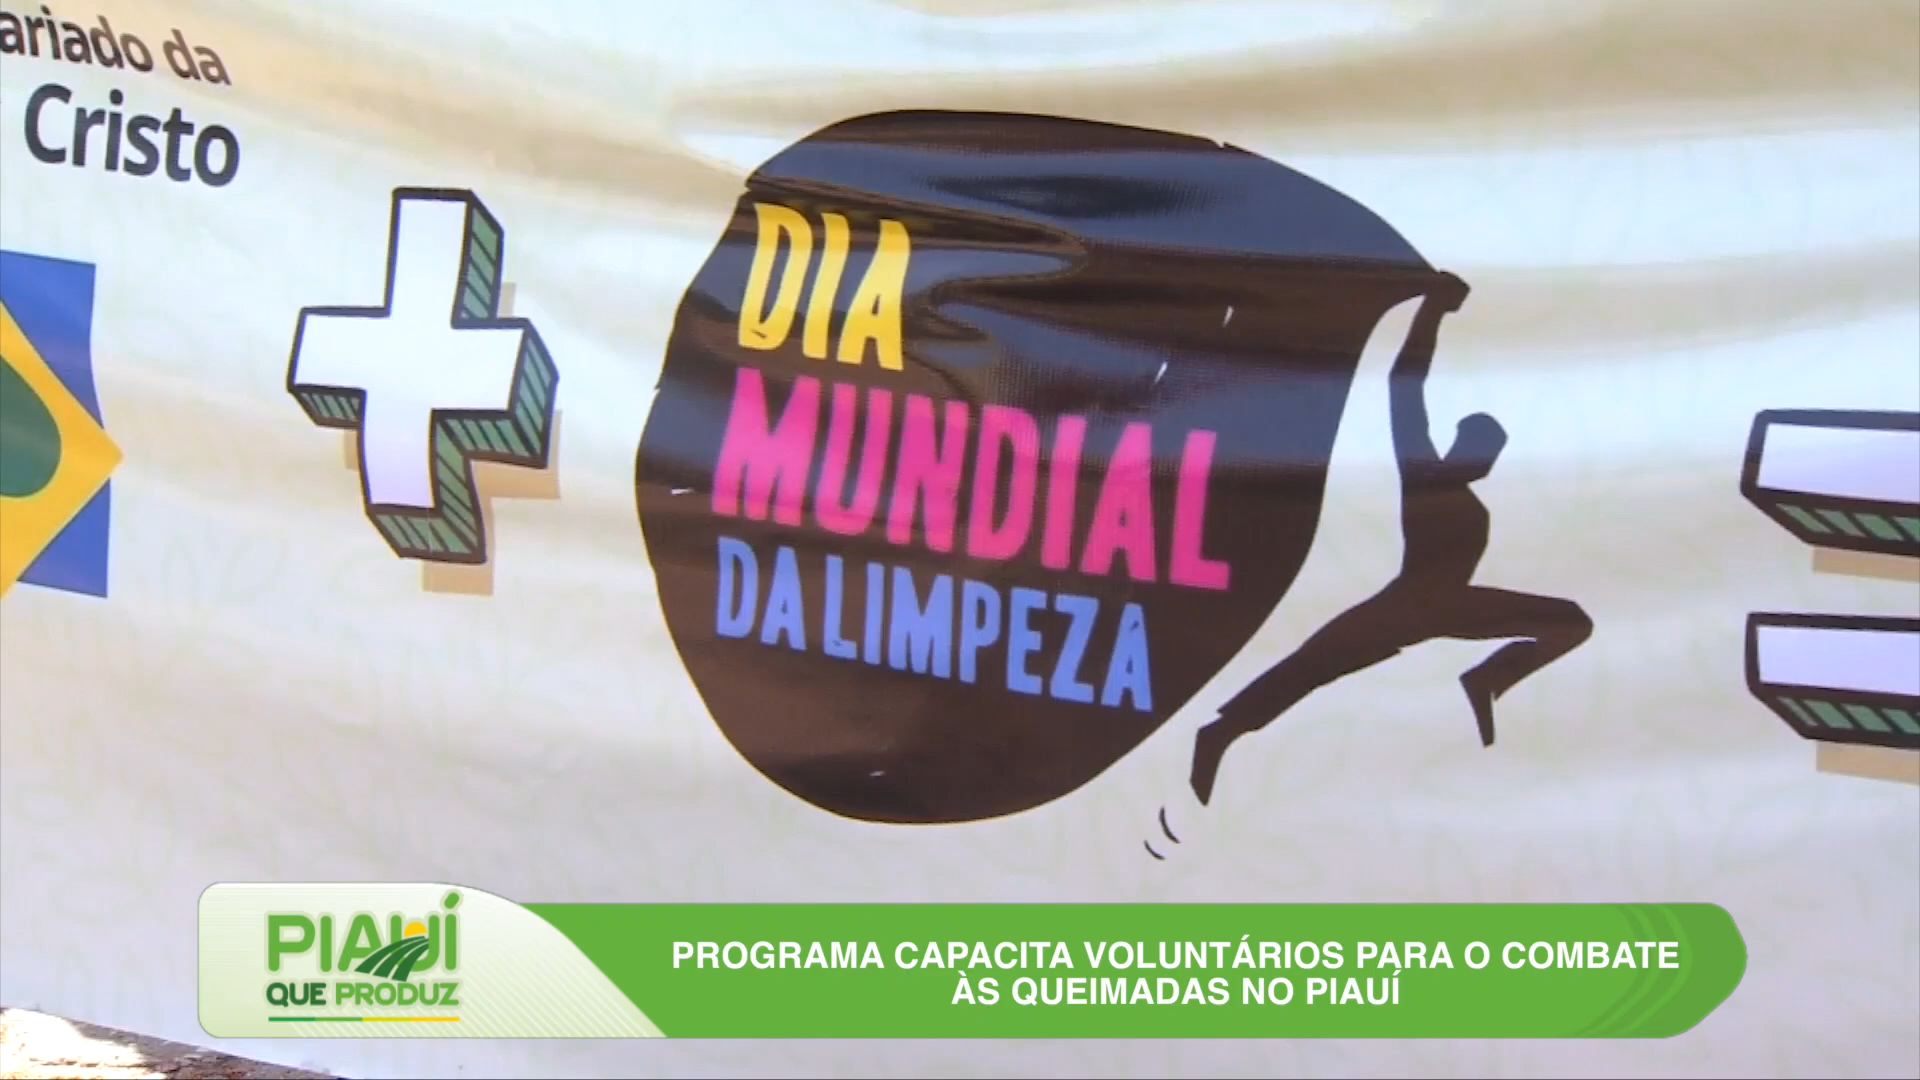 ariado da
Cristo
DIA
MUNDIAL
DA LIMPEZA
PIAUÍ
QUE PRODUZ
PROGRAMA CAPACITA VOLUNTÁRIOS PARA O COMBATE
ÀS QUEIMADAS NO PIAUÍ